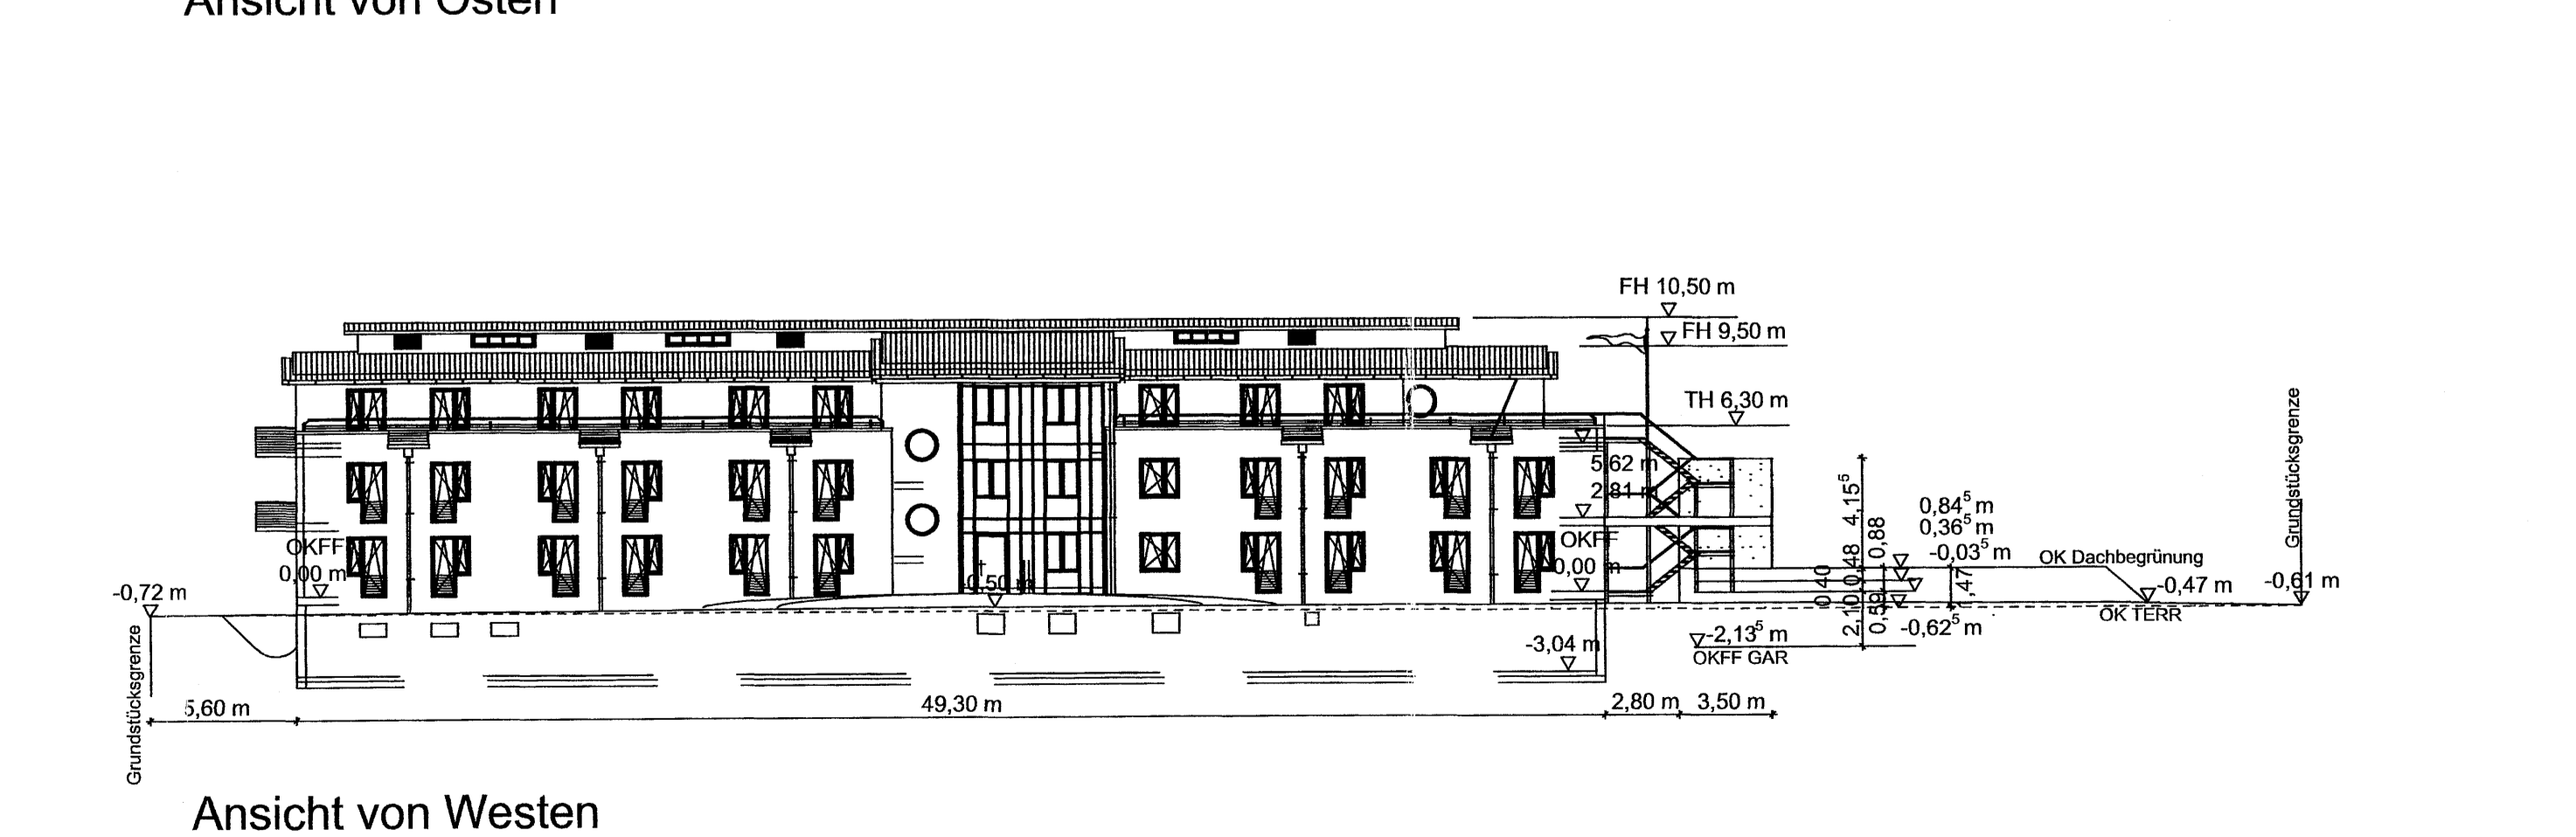 Ansicht von Osten
FH 10,50 m
FH 9,50 m
TH 6,30 m
Grundstücksgrenze
5,62 m
2,81 m
4,15⁵
0,84⁵ m
0,36⁵ m
0,88
-0,03⁵ m
OKFF
0,00 m
OKFF
0,00 m
0,48
OK Dachbegrünung
0,40
-0,72 m
-0,50 m
-0,47 m
-0,61 m
2,10
0,59
-0,62⁵ m
OK TERR
-2,13⁵ m
OKFF GAR
-3,04 m
Grundstücksgrenze
5,60 m
49,30 m
2,80 m
3,50 m
Ansicht von Westen